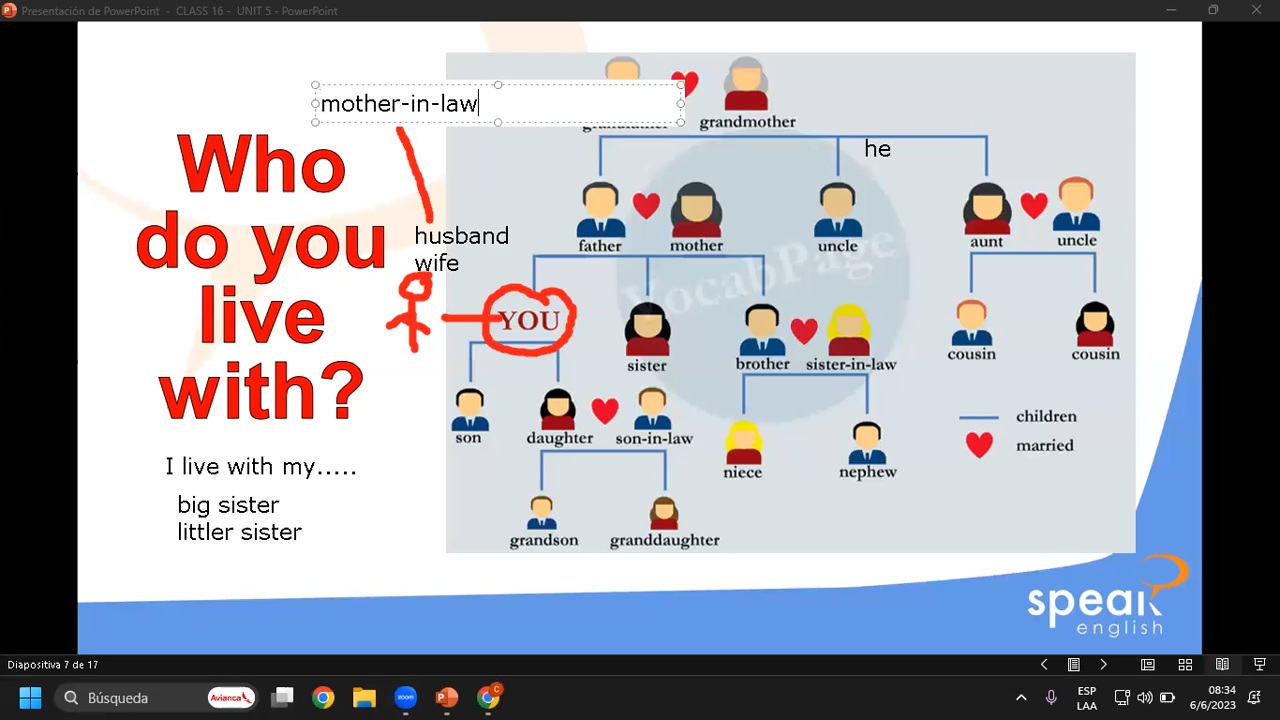 Presentación de PowerPoint - CLASS 16 - UNIT 5 - PowerPoint
mother-in-law
grandmother
he
Who
do you
live
with?
husband
wife
father
mother
uncle
aunt
uncle
YOU
sister
brother
sister-in-law
cousin
cousin
son
daughter
son-in-law
niece
nephew
children
married
grandson
granddaughter
VocabPage
I live with my.....
big sister
littler sister
speak
english
Diapositiva 7 de 17
Búsqueda
Avianca
zoom
ESP
LAA
08:34
6/6/2023